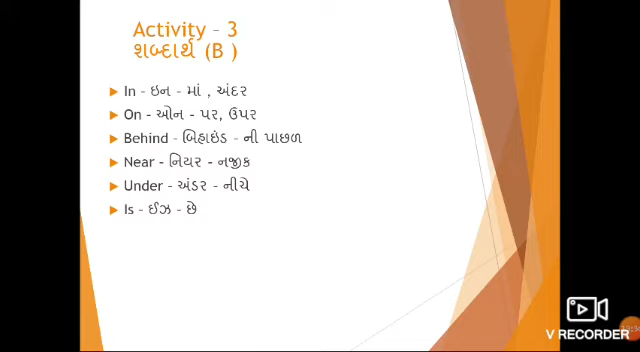 Activity – 3
શબ્દાર્થ (B )
In – ઇન – માં , અંદર
On – ઓન – પર, ઉપર
Behind – બિહાઇંડ – ની પાછળ
Near – નિયર – નજીક
Under – અંડર – નીચે
Is – ઈઝ – છે
V RECORDER